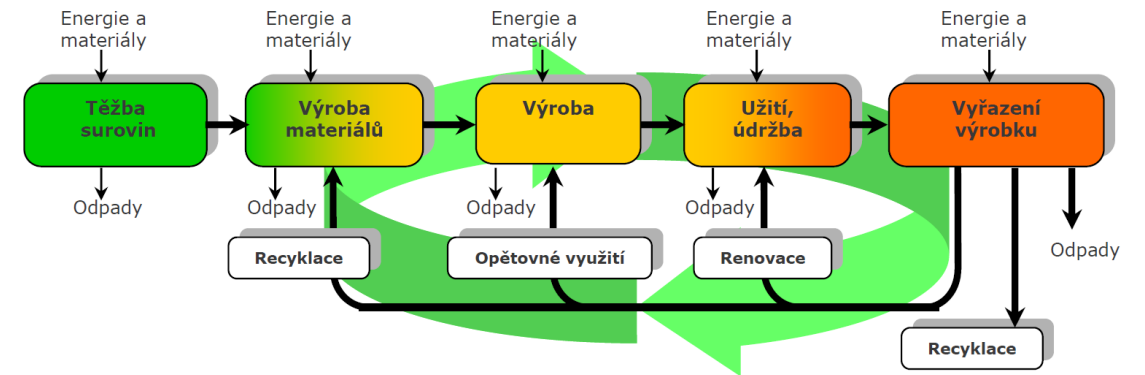 Energie a
materiály
Energie a
materiály
Energie a
materiály
Energie a
materiály
Energie a
materiály
Těžba
surovin
Výroba
materiálů
Výroba
Užití,
údržba
Vyřazení
výrobku
Odpady
Odpady
Odpady
Odpady
Odpady
Recyklace
Opětovné využití
Renovace
Recyklace